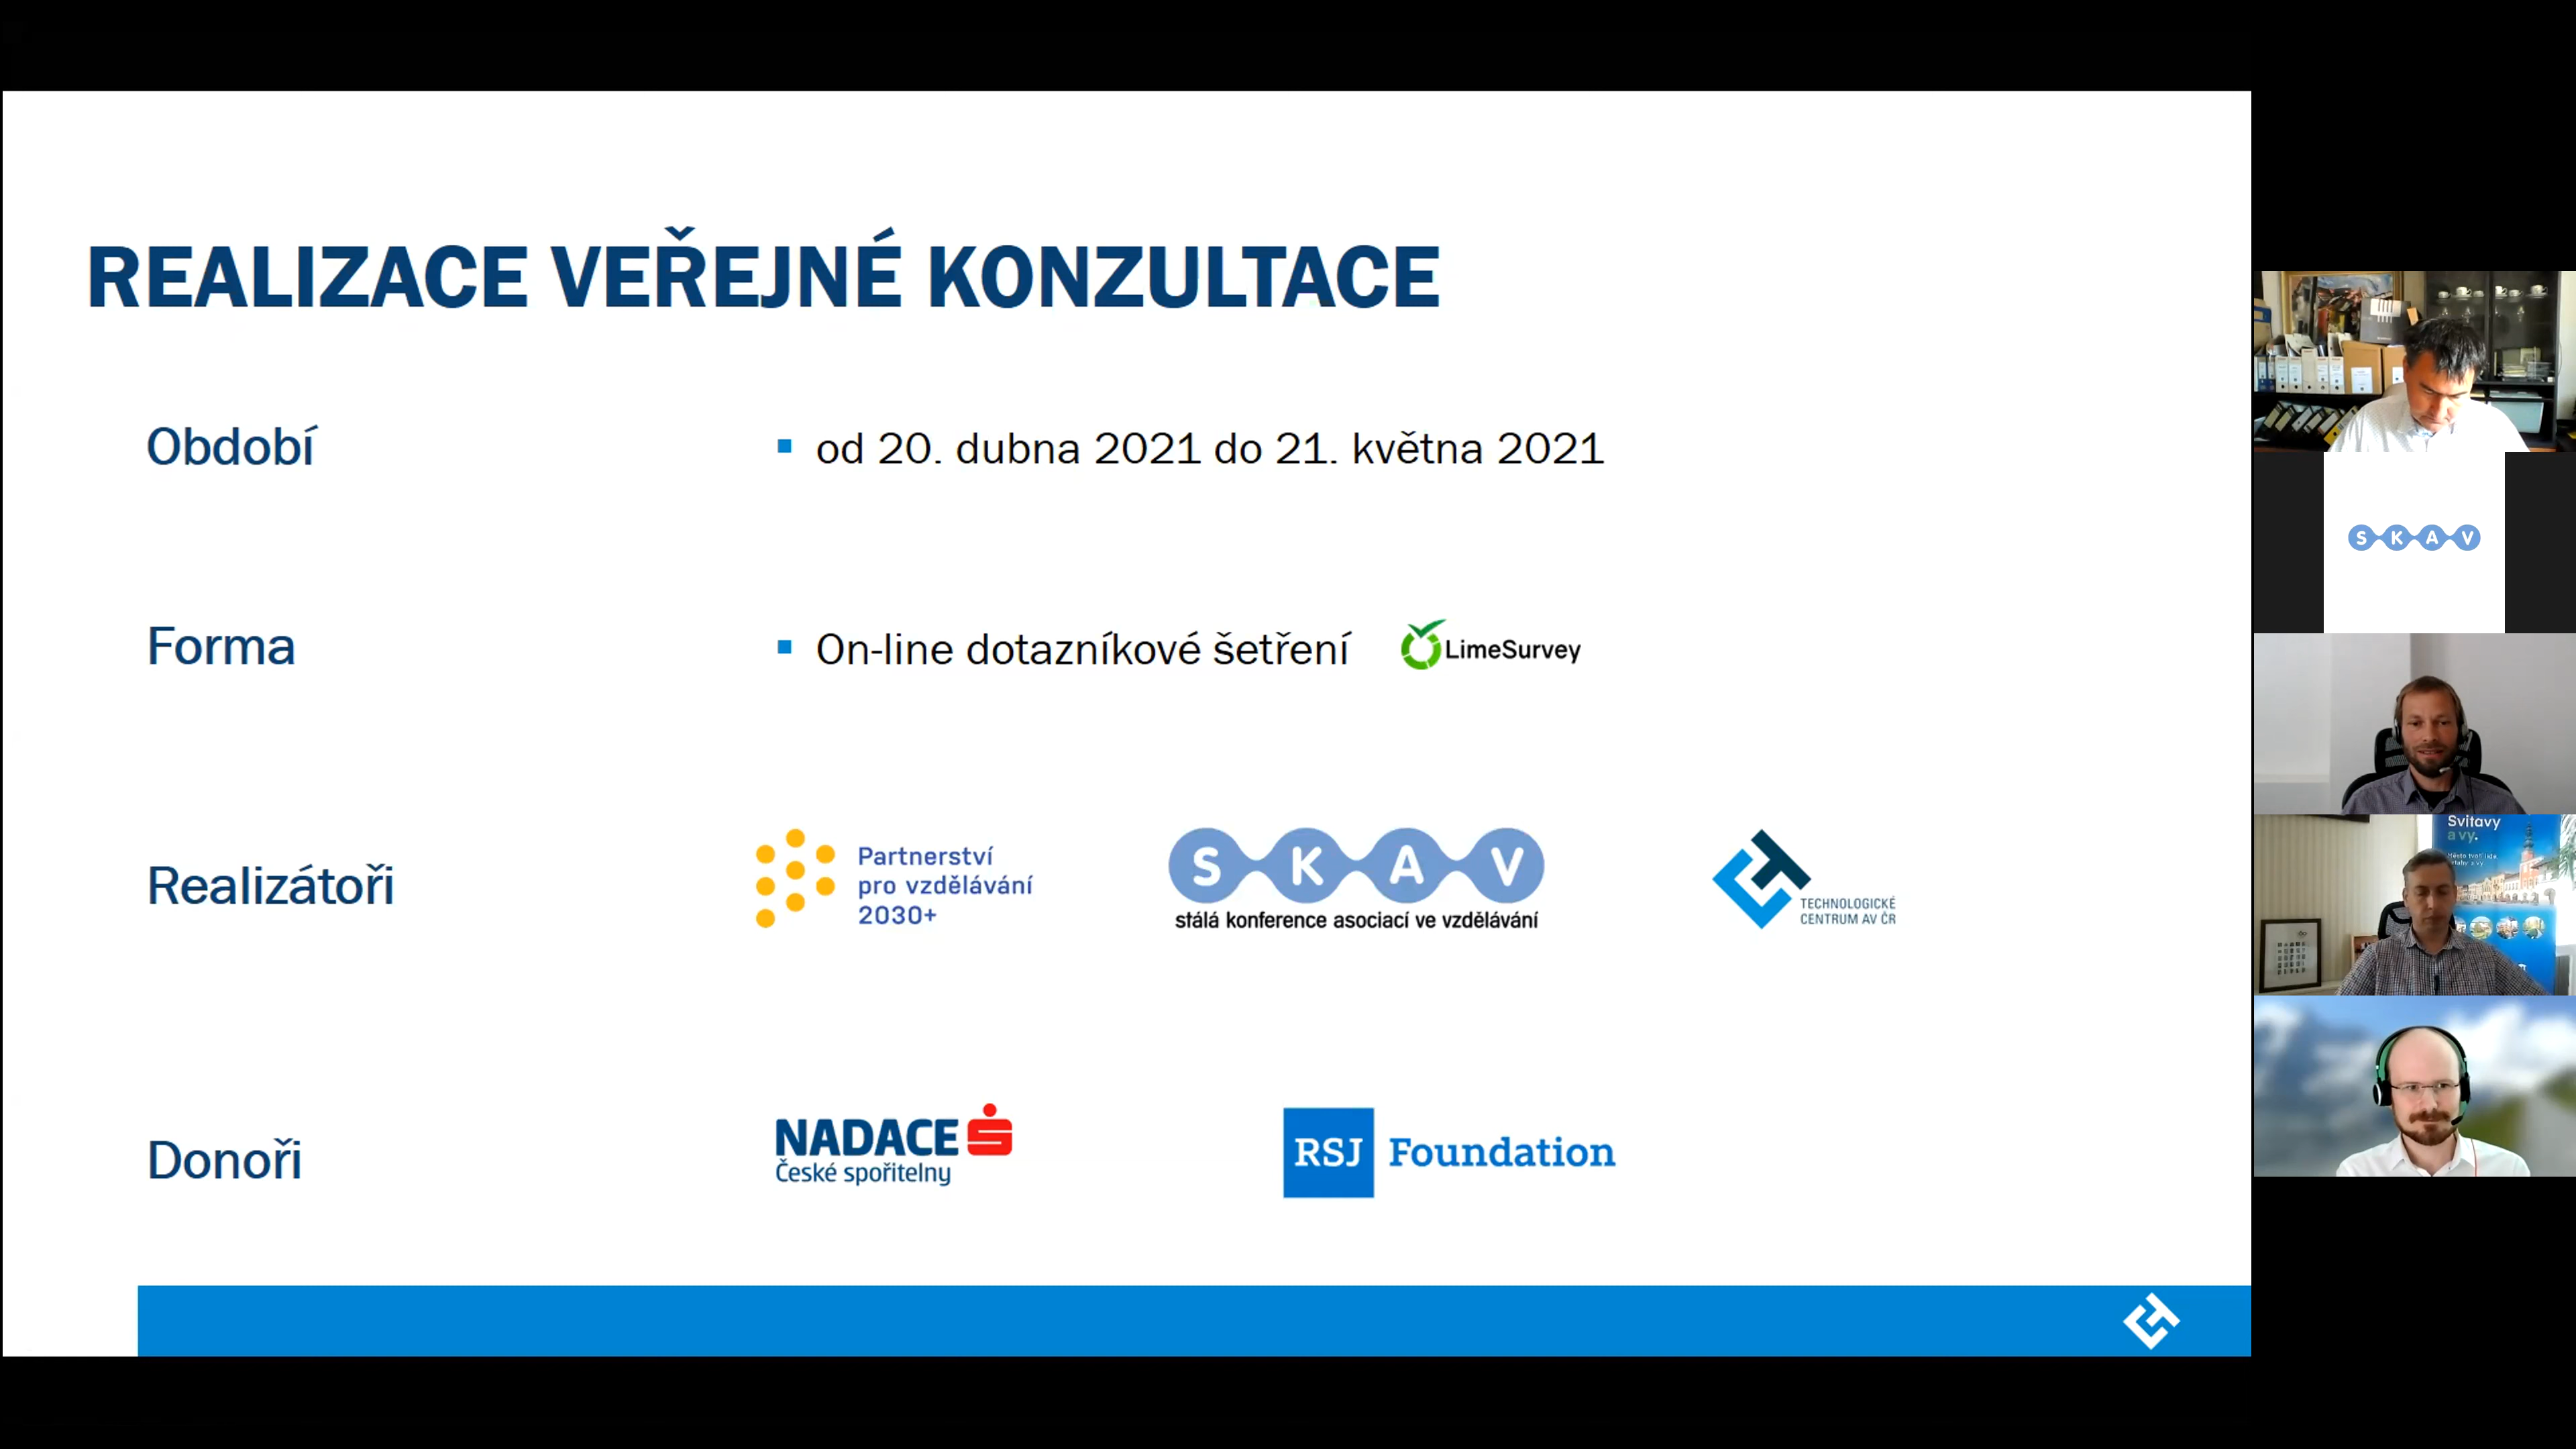 REALIZACE VEŘEJNÉ KONZULTACE
Období
od 20. dubna 2021 do 21. května 2021
Forma
On-line dotazníkové šetření
LimeSurvey
Realizátoři
Partnerství
pro vzdělávání
2030+
S K A V
stálá konference asociací ve vzdělávání
TECHNOLOGICKÉ
CENTRUM AV ČR
Donoři
NADACE
České spořitelny
RSJ Foundation
S K A V
Svitavy
a vy.